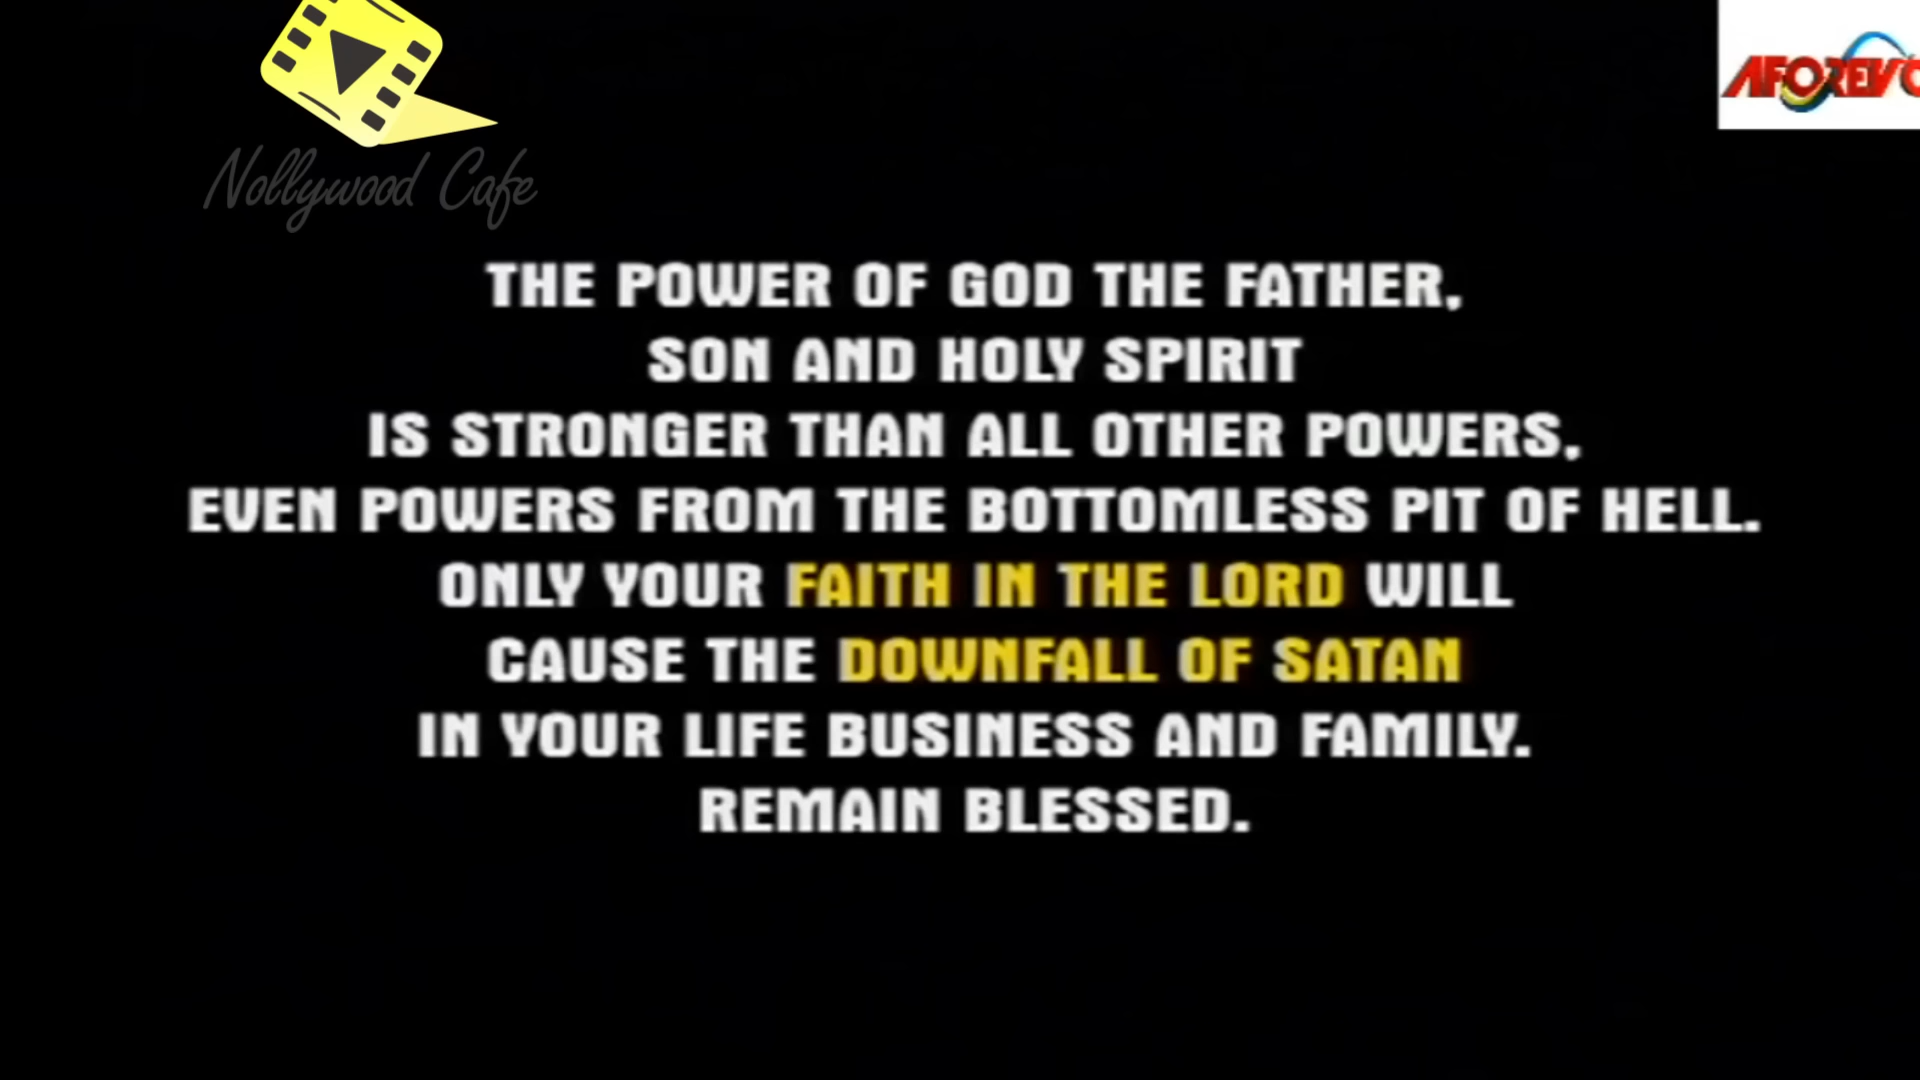 Nollywood Cafe
THE POWER OF GOD THE FATHER,
SON AND HOLY SPIRIT
IS STRONGER THAN ALL OTHER POWERS,
EVEN POWERS FROM THE BOTTOMLESS PIT OF HELL.
ONLY YOUR FAITH IN THE LORD WILL
CAUSE THE DOWNFALL OF SATAN
IN YOUR LIFE BUSINESS AND FAMILY.
REMAIN BLESSED.